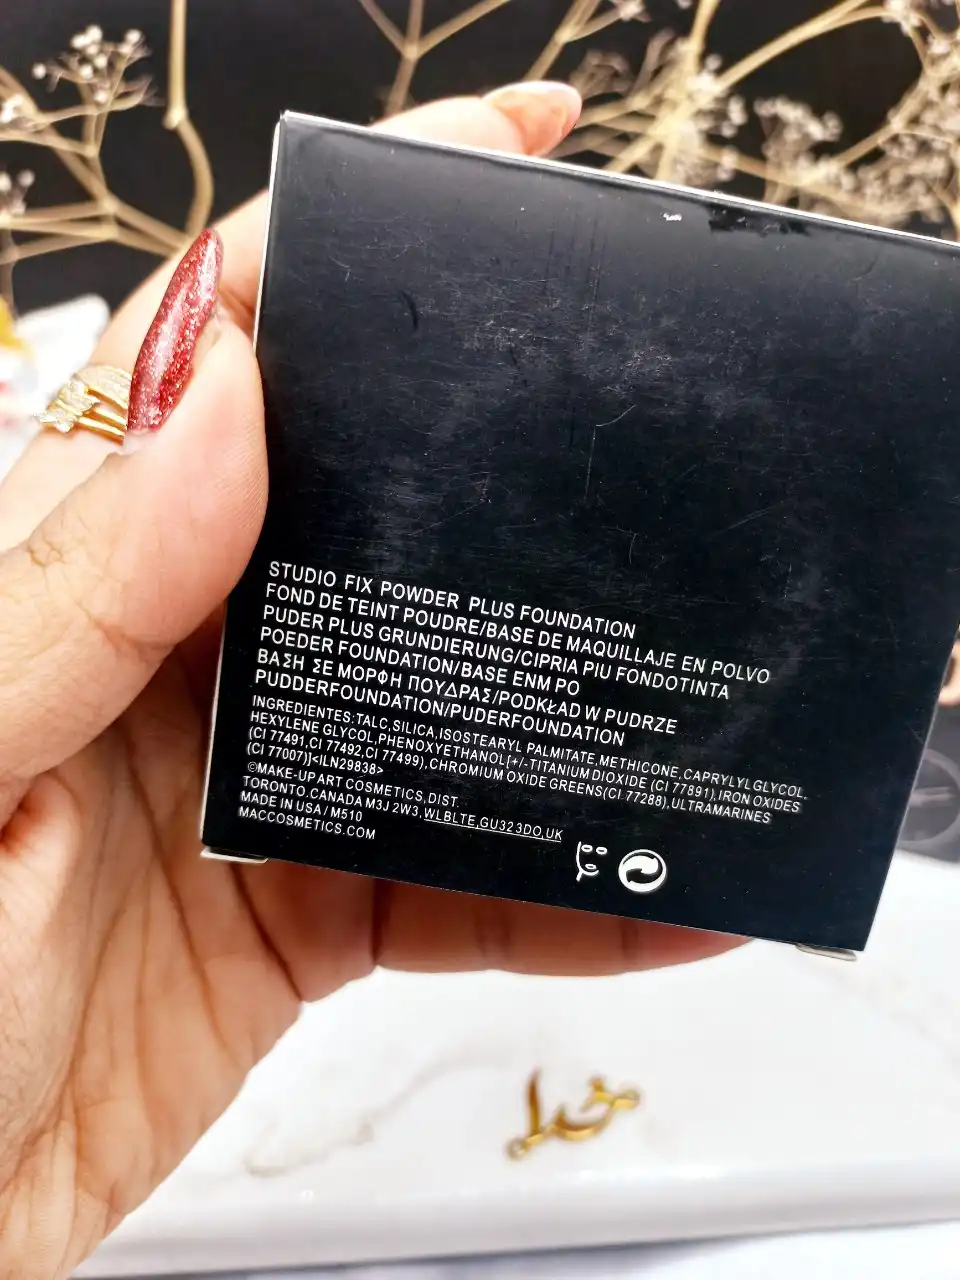 STUDIO FIX POWDER PLUS FOUNDATION
FOND DE TEINT POUDRE/BASE DE MAQUILLAJE EN POLVO
PUDER PLUS GRUNDIERUNG/CIPRIA PIU FONDOTINTA
POEDER FOUNDATION/BASE ENM PO
ΒΑΣΗ ΣΕ ΜΟΡΦΗ ΠΟΥΔΡΑΣ/PODKŁAD W PUDRZE
PUDDERFOUNDATION/PUDERFOUNDATION
INGREDIENTES:TALC,SILICA,ISOSTEARYL PALMITATE,METHICONE,CAPRYLYLGLYCOL,
HEXYLENE GLYCOL,PHENOXYETHANOL[+/-TITANIUM DIOXIDE (CI 77891),IRON OXIDES
(CI 77491,CI 77492,CI 77499),CHROMIUM OXIDE GREENS(CI.77288),ULTRAMARINES
(CI 77007)]<ILN29838>
©MAKE-UP ART COSMETICS,DIST.
TORONTO.CANADA M3J 2W3,WLBLTE,GU323DO,UK
MADE IN USA/ M510
MACCOSMETICS.COM
خدا